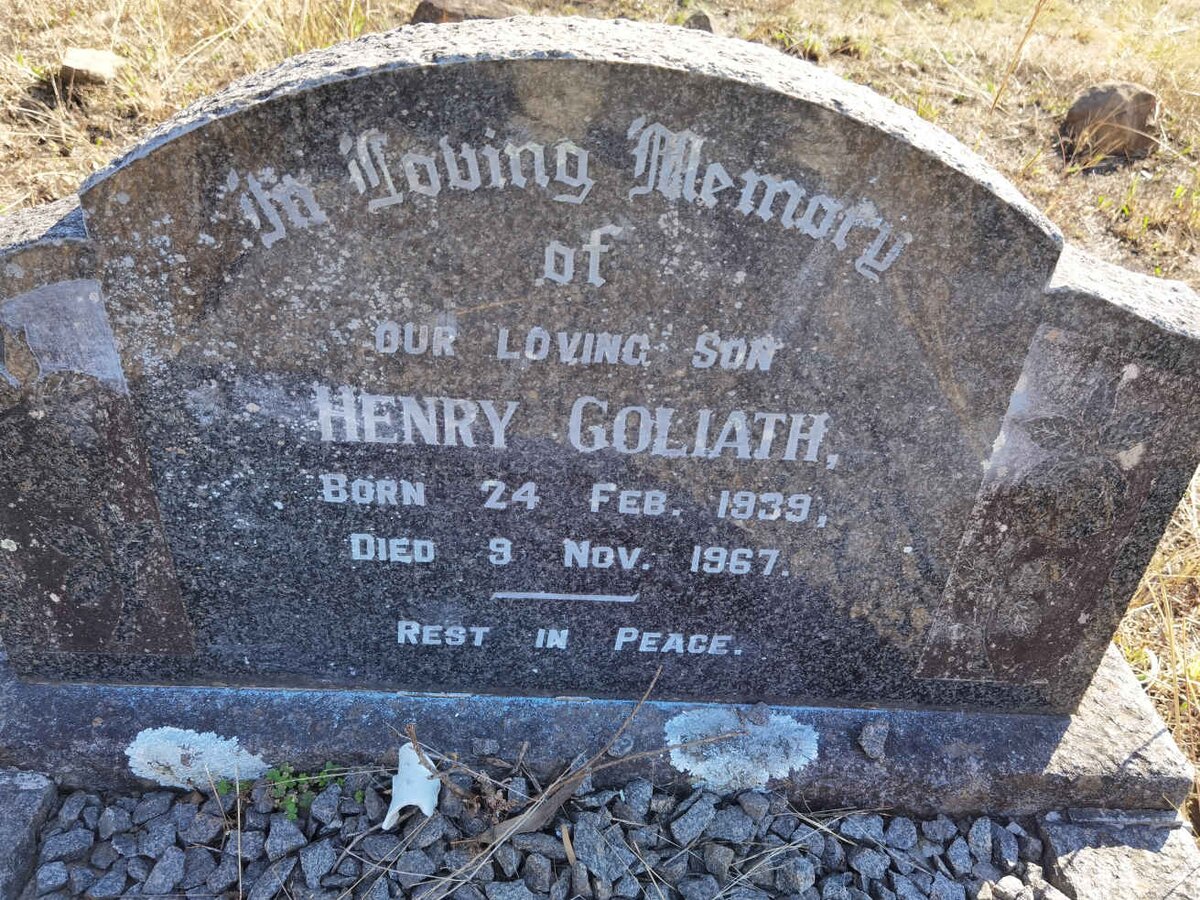 In Loving Memory
of
OUR LOVING SON
HENRY GOLIATH,
BORN 24 FEB. 1939,
DIED 9 NOV. 1967.
REST IN PEACE.